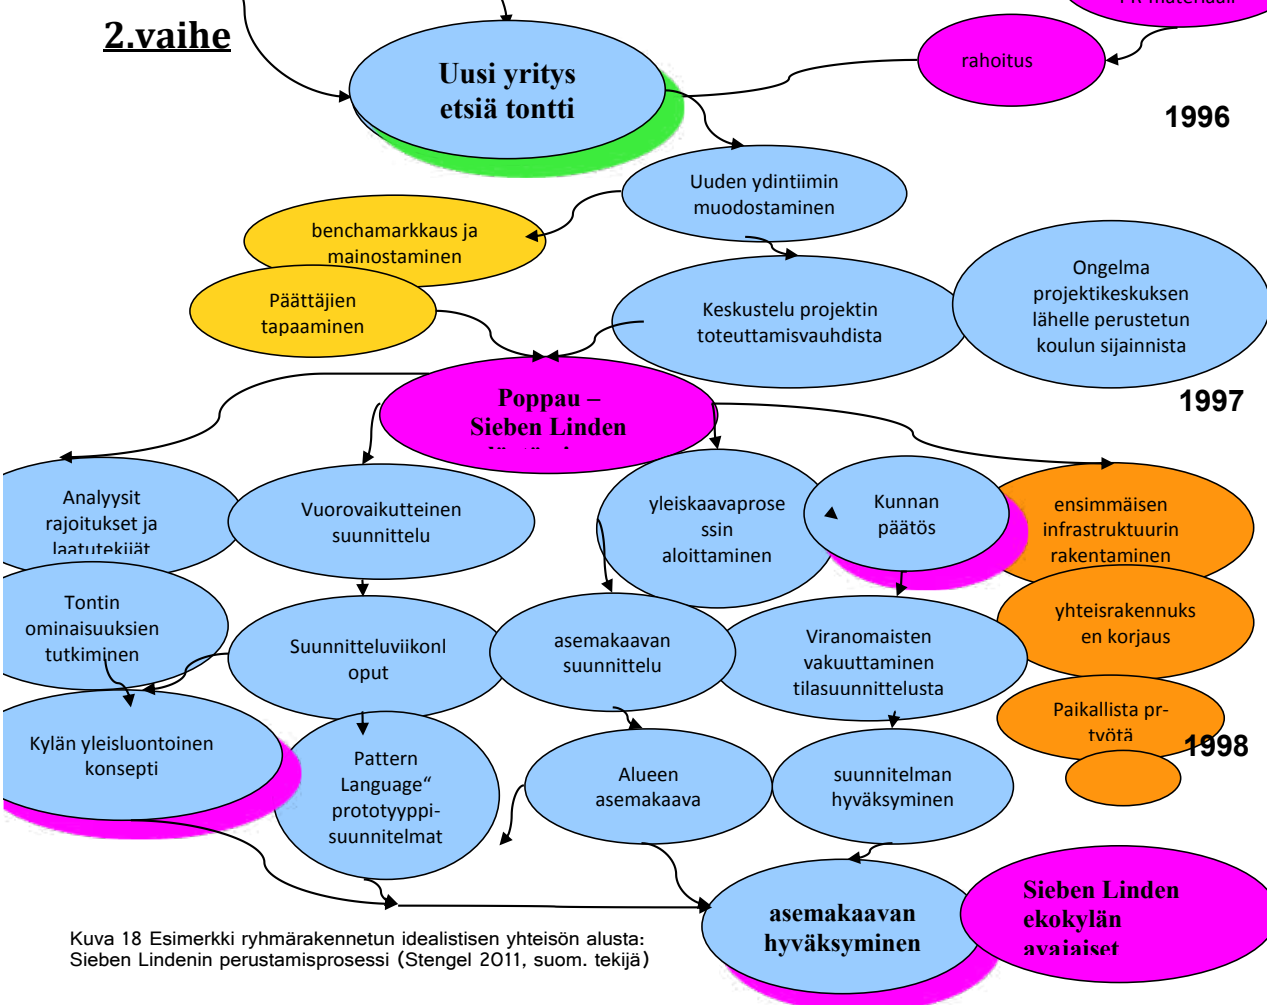 PR-materiaali
2.vaihe
Uusi yritys
etsiä tontti
rahoitus
1996
Uuden ydintiimin
muodostaminen
benchamarkkaus ja
mainostaminen
Päättäjien
tapaaminen
Keskustelu projektin
toteuttamisvauhdista
Ongelma
projektikeskuksen
lähelle perustetun
koulun sijainnista
1997
Poppau –
Sieben Linden
Analyysit
rajoitukset ja
laatutekijät
Vuorovaikutteinen
suunnittelu
yleiskaavaprose
ssin
aloittaminen
Kunnan
päätös
ensimmäisen
infrastruktuurin
rakentaminen
Tontin
ominaisuuksien
tutkiminen
Suunnitteluviikonl
oput
asemakaavan
suunnittelu
Viranomaisten
vakuuttaminen
tilasuunnittelusta
yhteisrakennuks
en korjaus
Paikallista pr-
työtä
1998
Kylän yleisluontoinen
konsepti
Pattern
Language“
prototyyppi-
suunnitelmat
Alueen
asemakaava
suunnitelman
hyväksyminen
asemakaavan
hyväksyminen
Sieben Linden
ekokylän
avajaiset
Kuva 18 Esimerkki ryhmärakennetun idealistisen yhteisön alusta:
Sieben Lindenin perustamisprosessi (Stengel 2011, suom. tekijä)